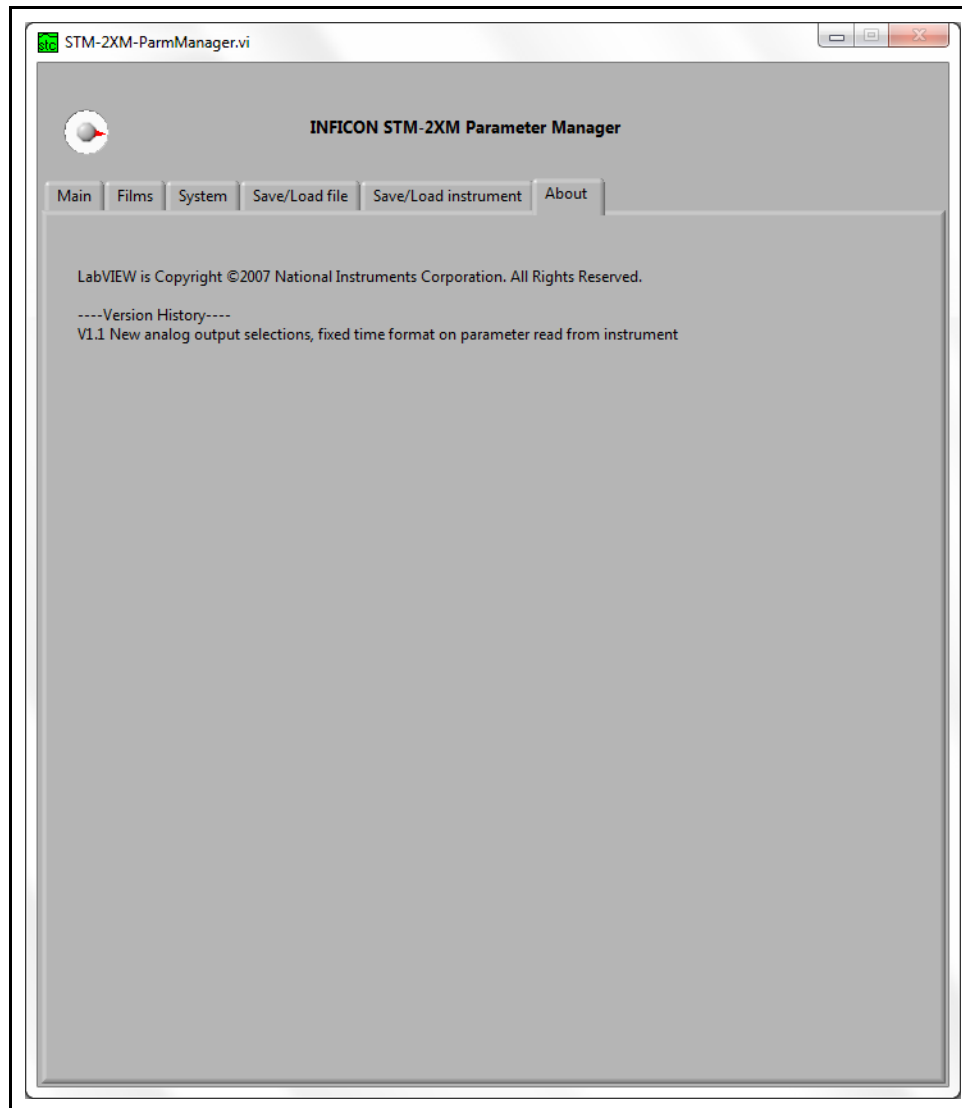 stc STM-2XM-ParmManager.vi
INFICON STM-2XM Parameter Manager
Main Films System Save/Load file Save/Load instrument About
LabVIEW is Copyright ©2007 National Instruments Corporation. All Rights Reserved.
----Version History----
V1.1 New analog output selections, fixed time format on parameter read from instrument